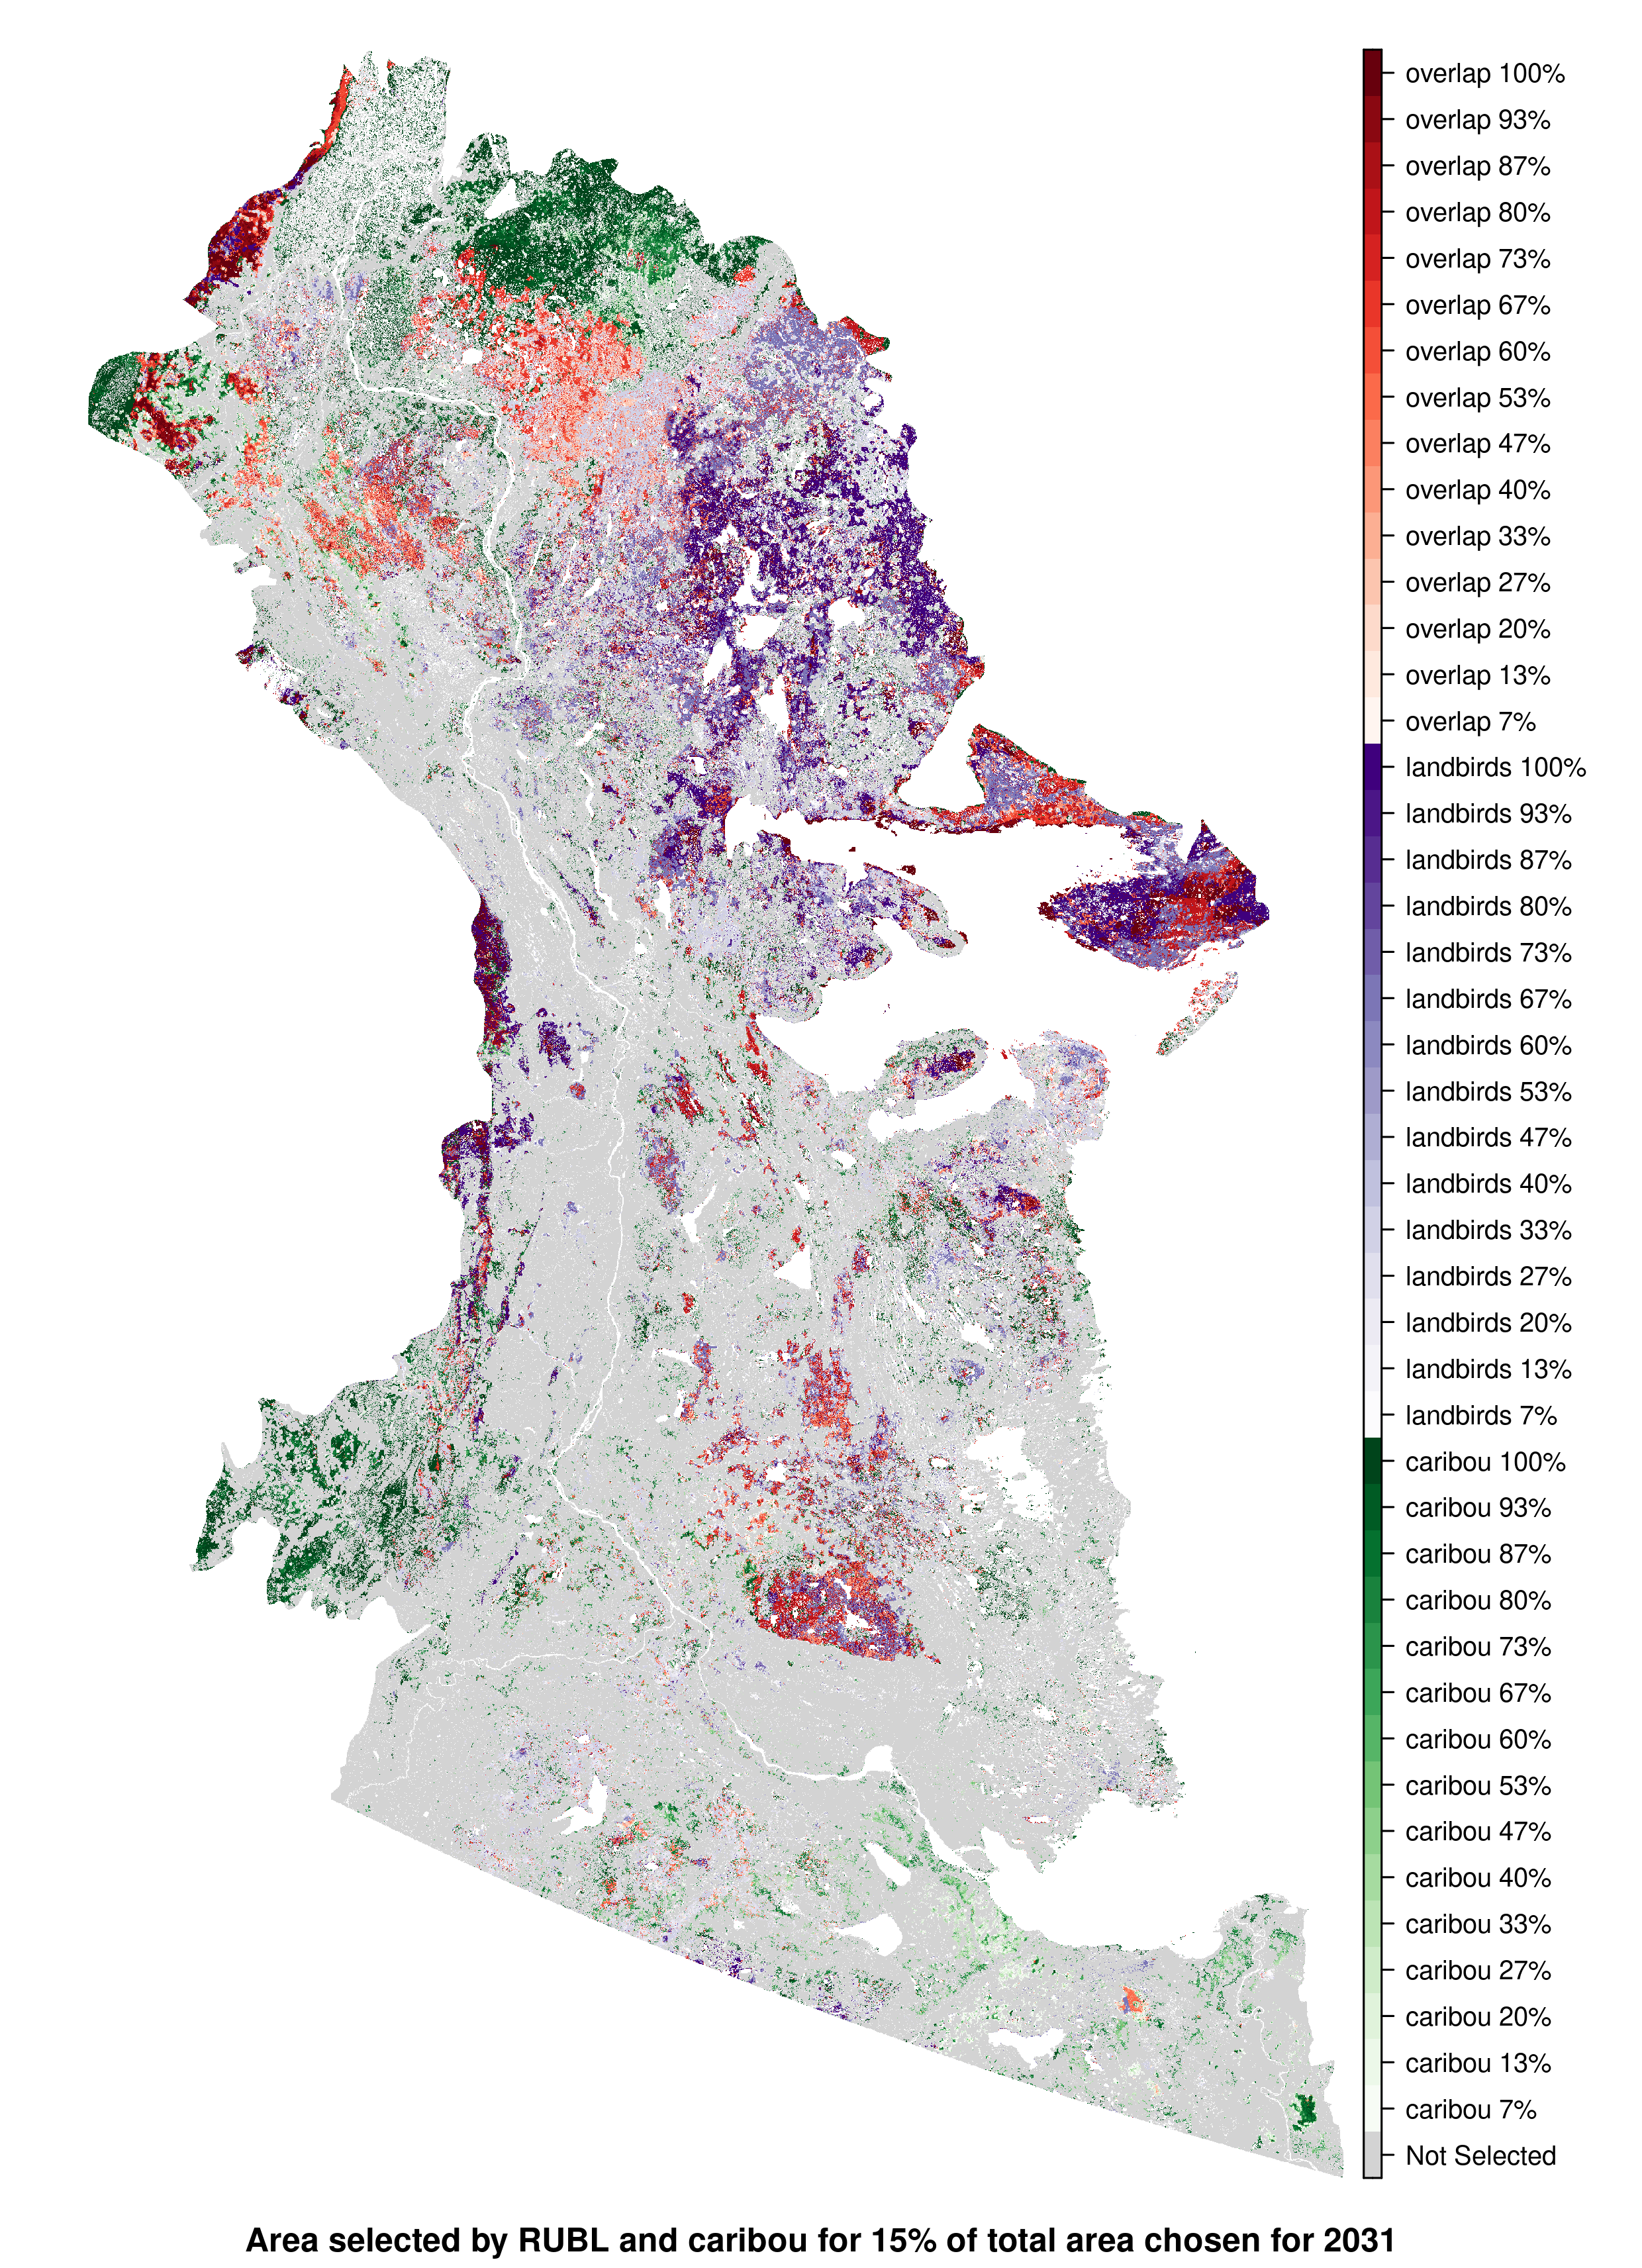 overlap 100%
overlap 93%
overlap 87%
overlap 80%
overlap 73%
overlap 67%
overlap 60%
overlap 53%
overlap 47%
overlap 40%
overlap 33%
overlap 27%
overlap 20%
overlap 13%
overlap 7%
landbirds 100%
landbirds 93%
landbirds 87%
landbirds 80%
landbirds 73%
landbirds 67%
landbirds 60%
landbirds 53%
landbirds 47%
landbirds 40%
landbirds 33%
landbirds 27%
landbirds 20%
landbirds 13%
landbirds 7%
caribou 100%
caribou 93%
caribou 87%
caribou 80%
caribou 73%
caribou 67%
caribou 60%
caribou 53%
caribou 47%
caribou 40%
caribou 33%
caribou 27%
caribou 20%
caribou 13%
caribou 7%
Not Selected
Area selected by RUBL and caribou for 15% of total area chosen for 2031